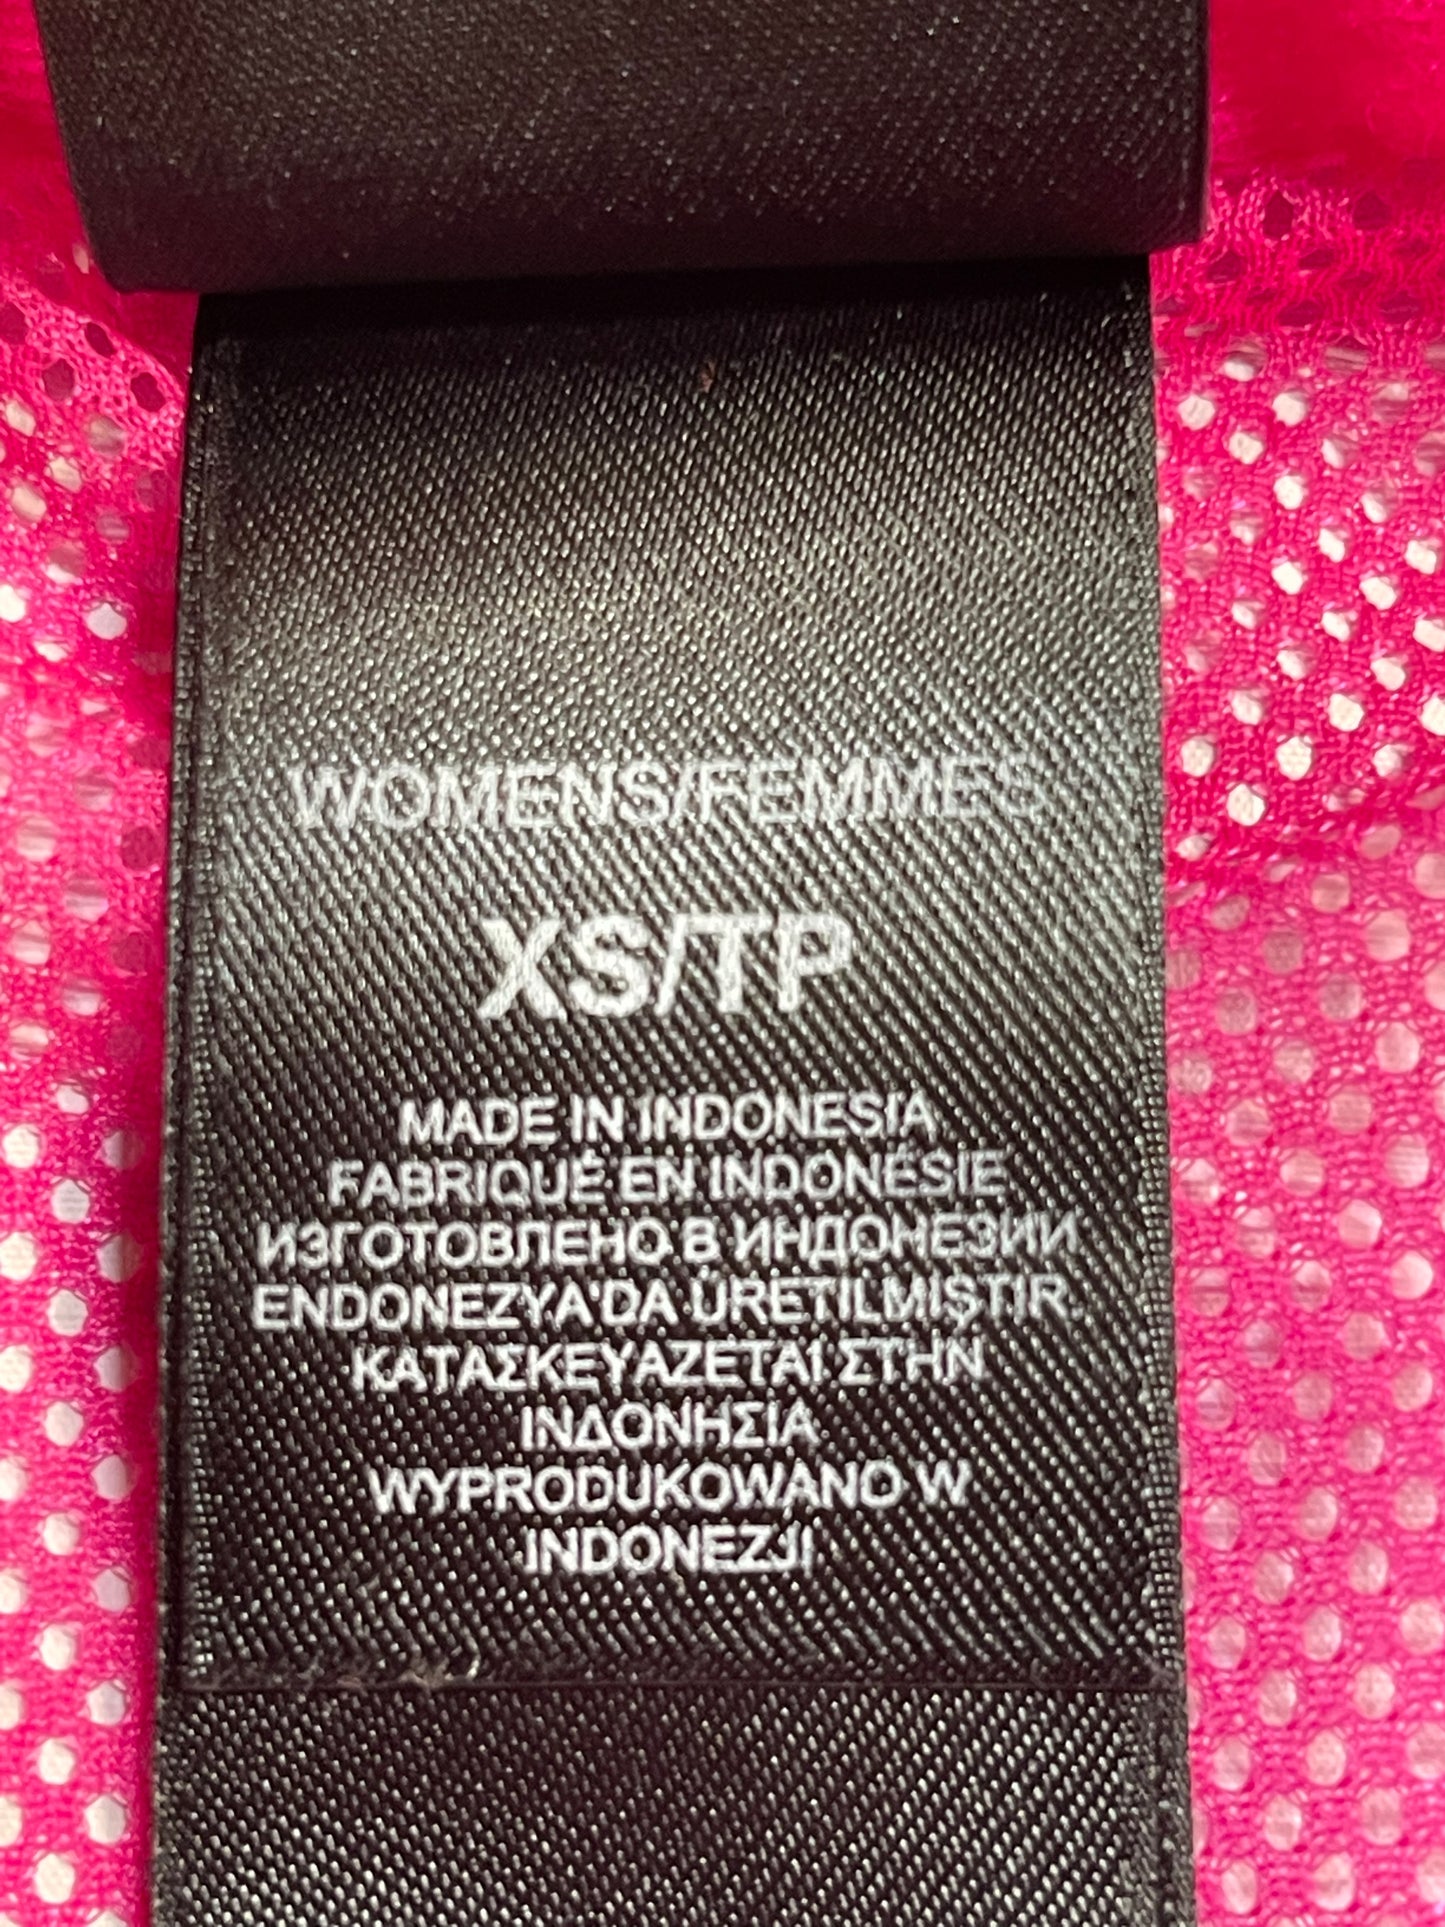 WOMENS/FEMMES
XS/TP
MADE IN INDONESIA
FABRIQUÉ EN INDONÉSIE
ИЗГОТОВЛЕНО В ИНДОНЕЗИИ
ENDONEZYA'DA ÜRETILMIŞTIR.
ΚΑΤΑΣΚΕΥΑΖΕΤΑΙ ΣΤΗΝ
ΙΝΔΟΝΗΣΙΑ
WYPRODUKOWANO W
INDONEZJI